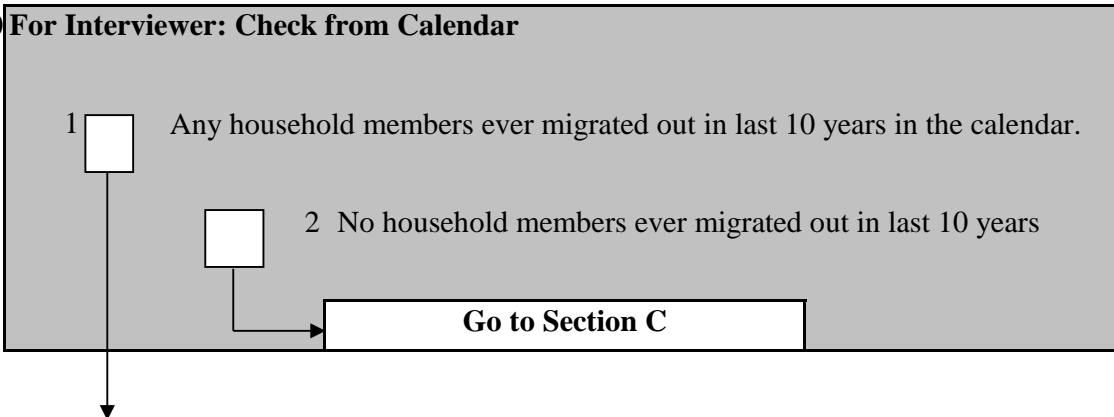 For Interviewer: Check from Calendar
1 Any household members ever migrated out in last 10 years in the calendar.
2 No household members ever migrated out in last 10 years
Go to Section C